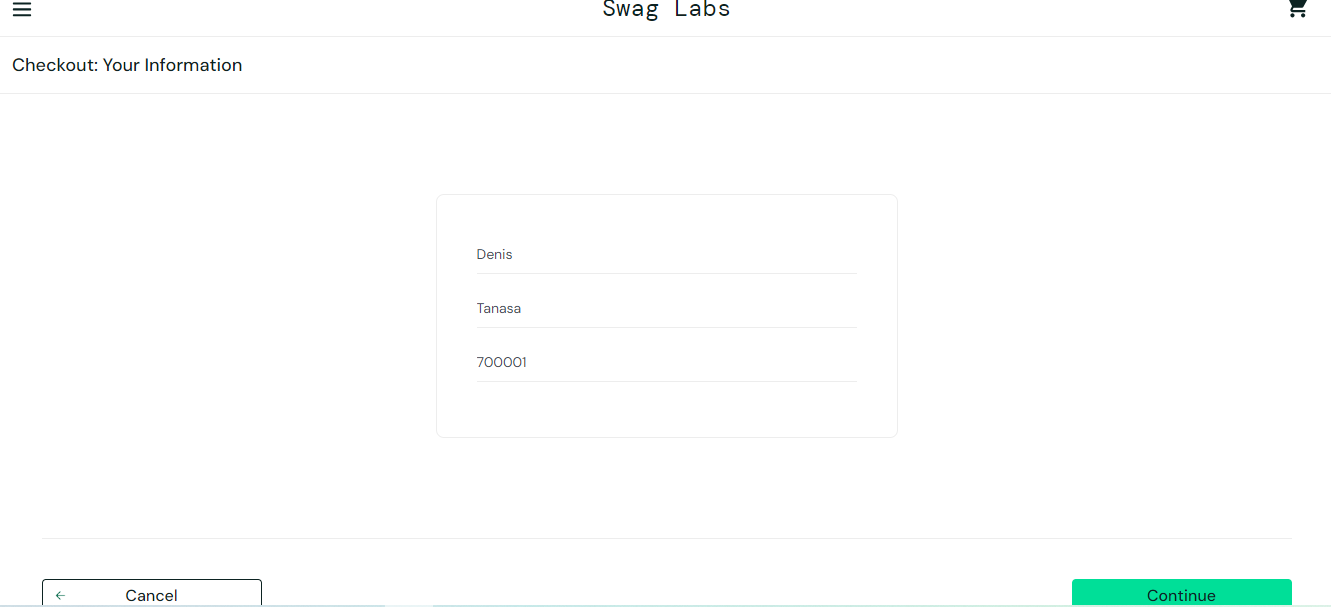 Swag Labs
Checkout: Your Information
Denis
Tanasa
700001
Cancel
Continue